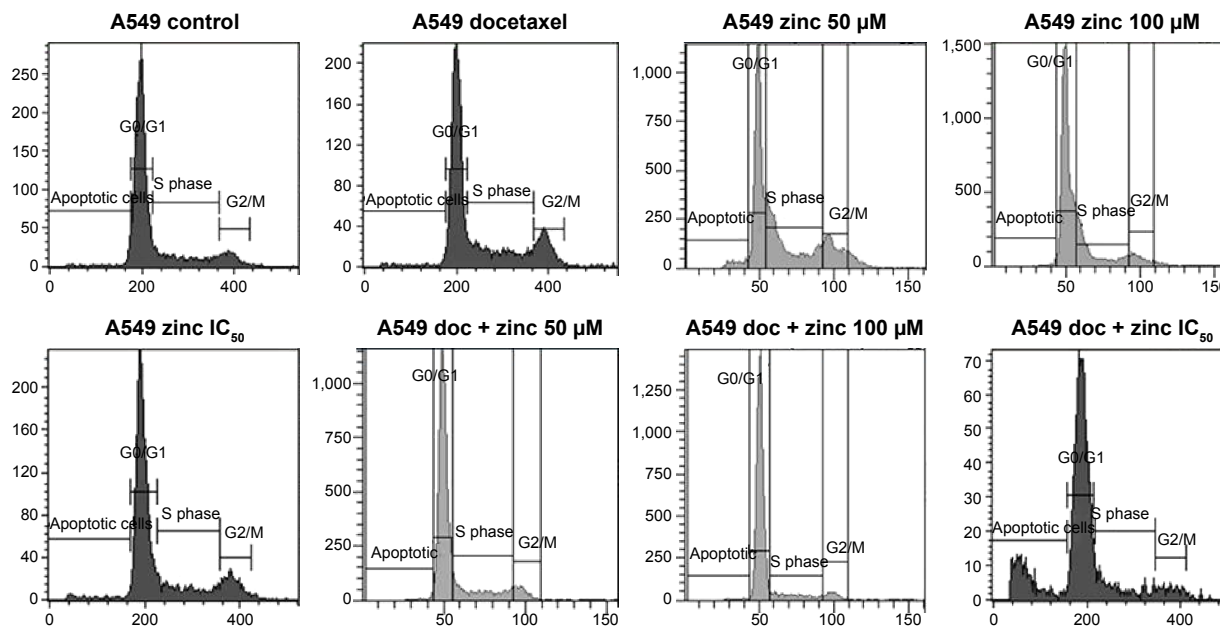 A549 control
250
200
150
100
50
0
G0/G1
Apoptotic cells
S phase
G2/M
0 200 400
A549 docetaxel
200
160
120
80
40
0
G0/G1
Apoptotic cells
S phase
G2/M
0 200 400
A549 zinc 50 µM
1,000
750
500
250
0
G0/G1
Apoptotic
S phase
G2/M
50 100 150
A549 zinc 100 µM
1,500
1,000
500
0
G0/G1
Apoptotic
S phase
G2/M
50 100 150
A549 zinc IC50
200
160
120
80
40
0
G0/G1
Apoptotic cells
S phase
G2/M
0 200 400
A549 doc + zinc 50 µM
1,000
750
500
250
0
G0/G1
Apoptotic
S phase
G2/M
50 100 150
A549 doc + zinc 100 µM
1,250
1,000
750
500
250
0
G0/G1
Apoptotic
S phase
G2/M
50 100 150
A549 doc + zinc IC50
70
60
50
40
30
20
10
0
G0/G1
Apoptotic cells
S phase
G2/M
0 200 400